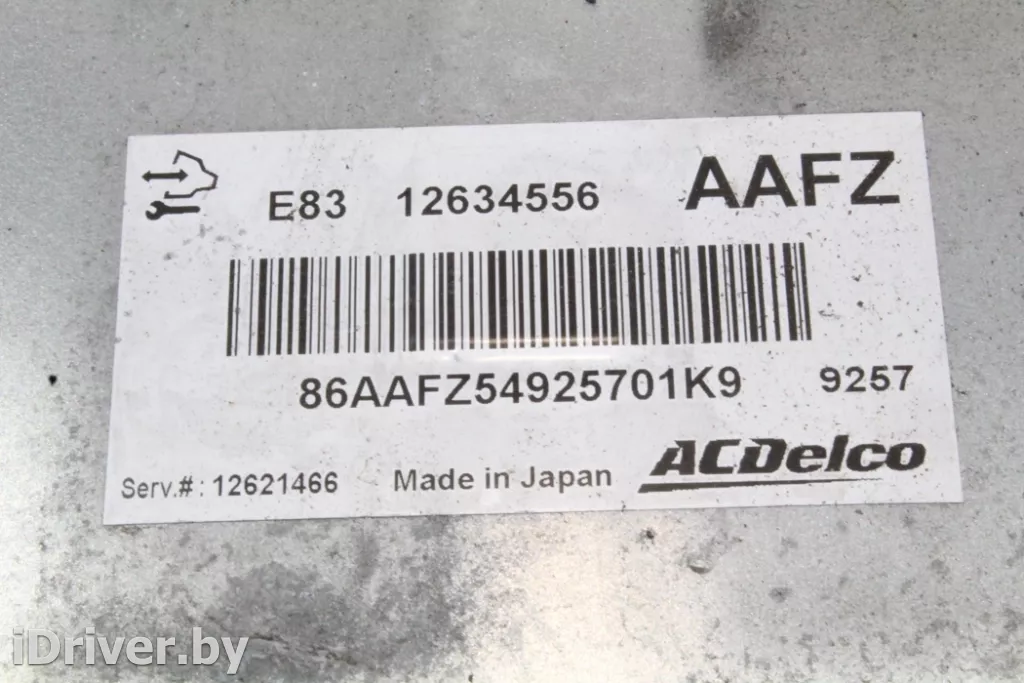 E83 12634556 AAFZ
86AAFZ54925701K9 9257
Serv.#: 12621466 Made in Japan ACDelco
iDriver.by